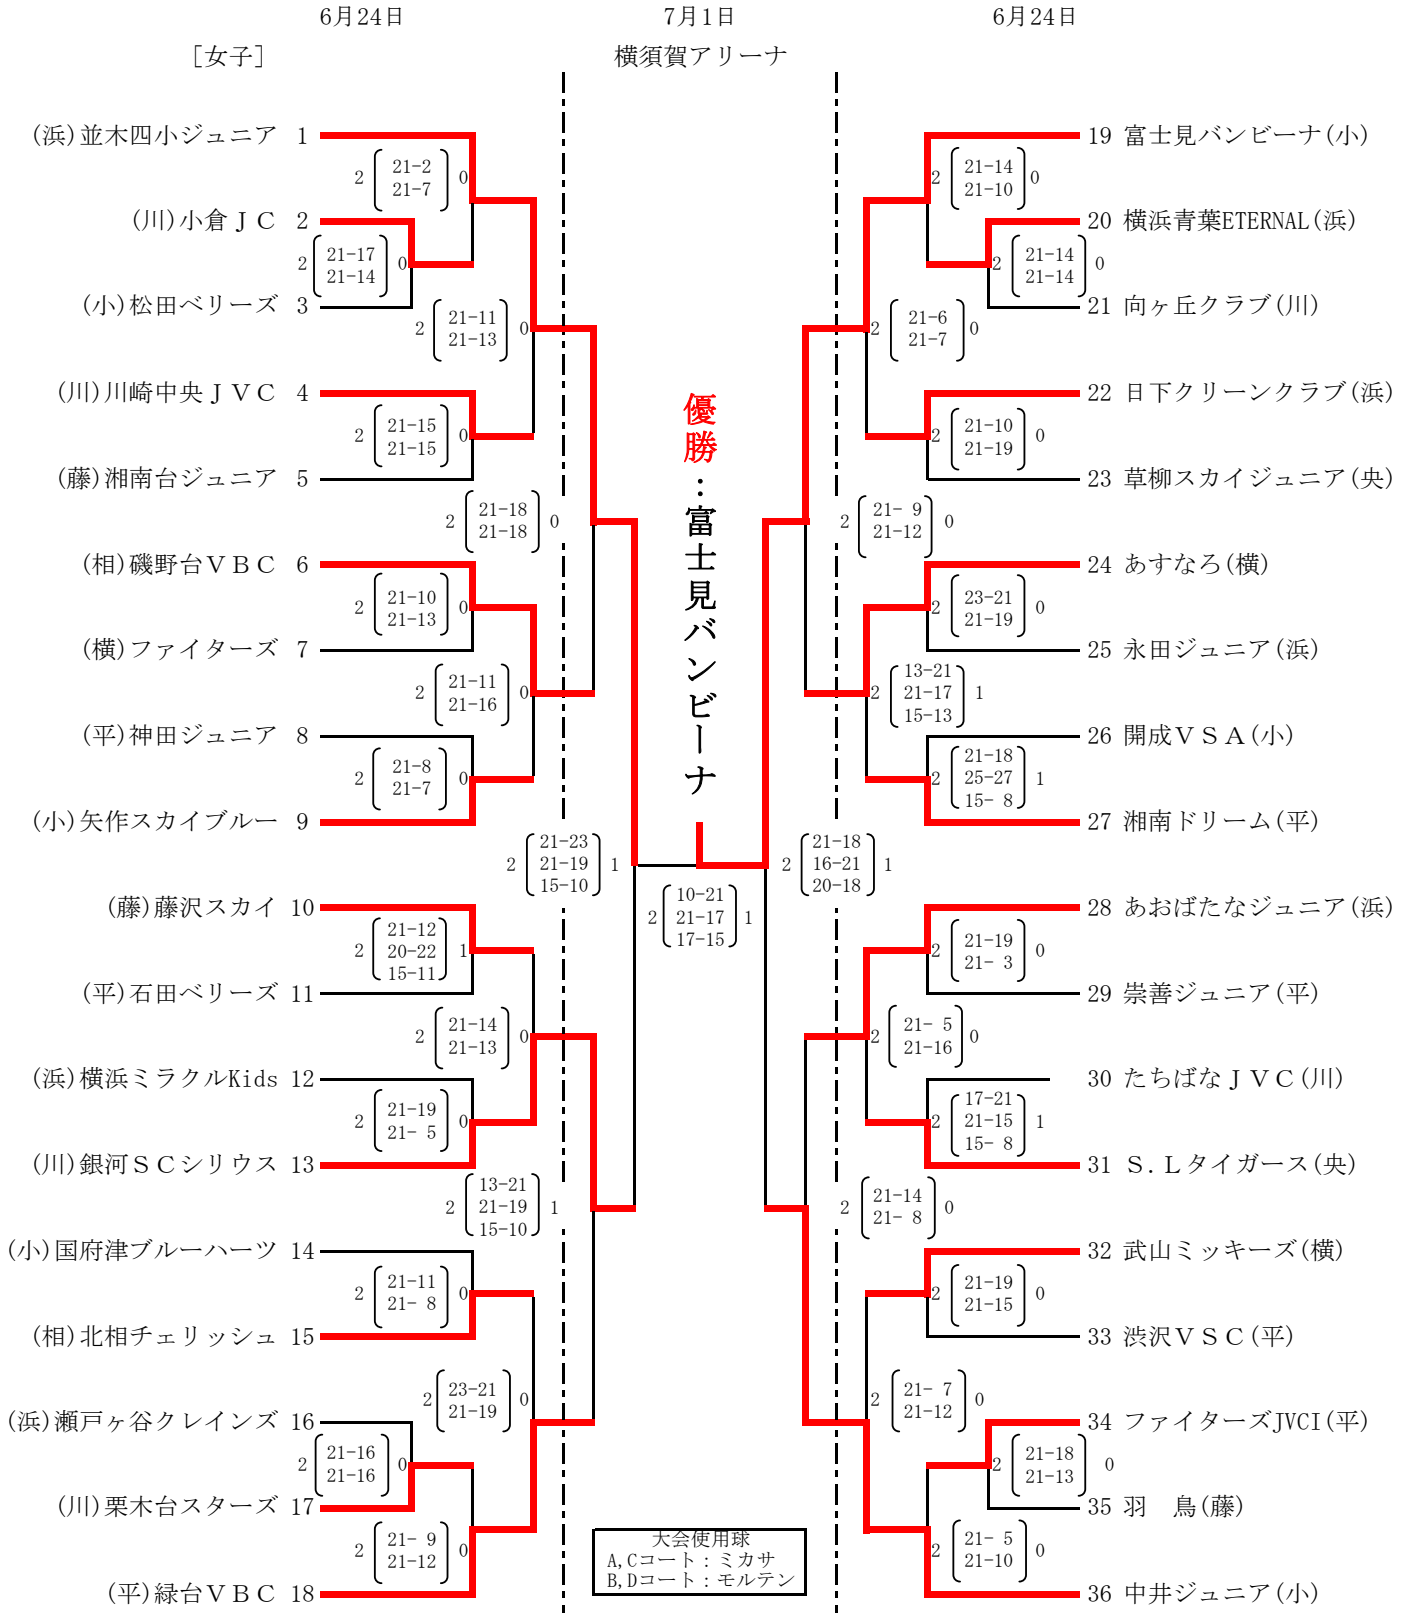 6月24日
7月1日
6月24日
[女子]
横須賀アリーナ
(浜)並木四小ジュニア 1
2 21-2 0
21-7
(川)小倉ＪＣ 2
2 21-17 0
21-14
(小)松田ベリーズ 3
2 21-11 0
21-13
(川)川崎中央ＪＶＣ 4
2 21-15 0
21-15
(藤)湘南台ジュニア 5
2 21-18 0
21-18
(相)磯野台ＶＢＣ 6
2 21-10 0
21-13
(横)ファイターズ 7
2 21-11 0
21-16
(平)神田ジュニア 8
2 21-8 0
21-7
(小)矢作スカイブルー 9
2 21-23 1
21-19
15-10
(藤)藤沢スカイ 10
2 21-12 1
20-22
15-11
(平)石田ベリーズ 11
2 21-14 0
21-13
(浜)横浜ミラクルKids 12
2 21-19 0
21- 5
(川)銀河ＳＣシリウス 13
2 13-21 1
21-19
15-10
(小)国府津ブルーハーツ 14
2 21-11 0
21- 8
(相)北相チェリッシュ 15
2 23-21 0
21-19
(浜)瀬戸ヶ谷クレインズ 16
2 21-16 0
21-16
(川)栗木台スターズ 17
2 21- 9 0
21-12
(平)緑台ＶＢＣ 18
優勝：富士見バンビーナ
2 10-21 1
21-17
17-15
大会使用球
A,Cコート：ミカサ
B,Dコート：モルテン
19 富士見バンビーナ(小)
2 21-14 0
21-10
20 横浜青葉ETERNAL(浜)
2 21-14 0
21-14
21 向ヶ丘クラブ(川)
2 21-6 0
21-7
22 日下クリーンクラブ(浜)
2 21-10 0
21-19
23 草柳スカイジュニア(央)
2 21- 9 0
21-12
24 あすなろ(横)
2 23-21 0
21-19
25 永田ジュニア(浜)
2 13-21 1
21-17
15-13
26 開成ＶＳＡ(小)
2 21-18 1
25-27
15- 8
27 湘南ドリーム(平)
2 21-18 1
16-21
20-18
28 あおばたなジュニア(浜)
2 21-19 0
21- 3
29 崇善ジュニア(平)
2 21- 5 0
21-16
30 たちばなＪＶＣ(川)
2 17-21 1
21-15
15- 8
31 Ｓ.Ｌタイガース(央)
2 21-14 0
21- 8
32 武山ミッキーズ(横)
2 21-19 0
21-15
33 渋沢ＶＳＣ(平)
2 21- 7 0
21-12
34 ファイターズJVCI(平)
2 21-18 0
21-13
35 羽　鳥(藤)
2 21- 5 0
21-10
36 中井ジュニア(小)